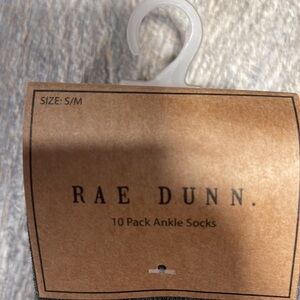 SIZE: S/M
RAE DUNN.
10 Pack Ankle Socks